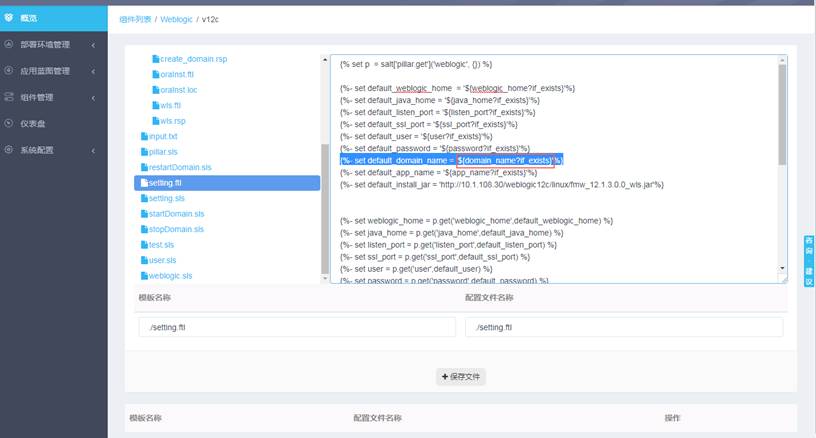 概览
部署环境管理
应用蓝图管理
组件管理
仪表盘
系统配置
组件列表 / Weblogic / v12c
create_domain.rsp
oraInst.ftl
oraInst.loc
wls.ftl
wls.rsp
input.txt
pillar.sls
restartDomain.sls
setting.ftl
setting.sls
startDomain.sls
stopDomain.sls
test.sls
user.sls
weblogic.sls
{% set p = salt['pillar.get']('weblogic', {}) %}
{%- set default_weblogic_home = '${weblogic_home?if_exists}'%}
{%- set default_java_home = '${java_home?if_exists}'%}
{%- set default_listen_port = '${listen_port?if_exists}'%}
{%- set default_ssl_port = '${ssl_port?if_exists}'%}
{%- set default_user = '${user?if_exists}'%}
{%- set default_password = '${password?if_exists}'%}
{%- set default_domain_name = '${domain_name?if_exists}'%}
{%- set default_app_name = '${app_name?if_exists}'%}
{%- set default_install_jar = 'http://10.1.108.30/weblogic12c/linux/fmw_12.1.3.0.0_wls.jar'%}
{%- set weblogic_home = p.get('weblogic_home',default_weblogic_home) %}
{%- set java_home = p.get('java_home',default_java_home) %}
{%- set listen_port = p.get('listen_port',default_listen_port) %}
{%- set ssl_port = p.get('ssl_port',default_ssl_port) %}
{%- set user = p.get('user',default_user) %}
{%- set password = p.get('password',default_password) %}
模板名称 配置文件名称
./setting.ftl ./setting.ftl
保存文件
模板名称 配置文件名称 操作
咨询·建议